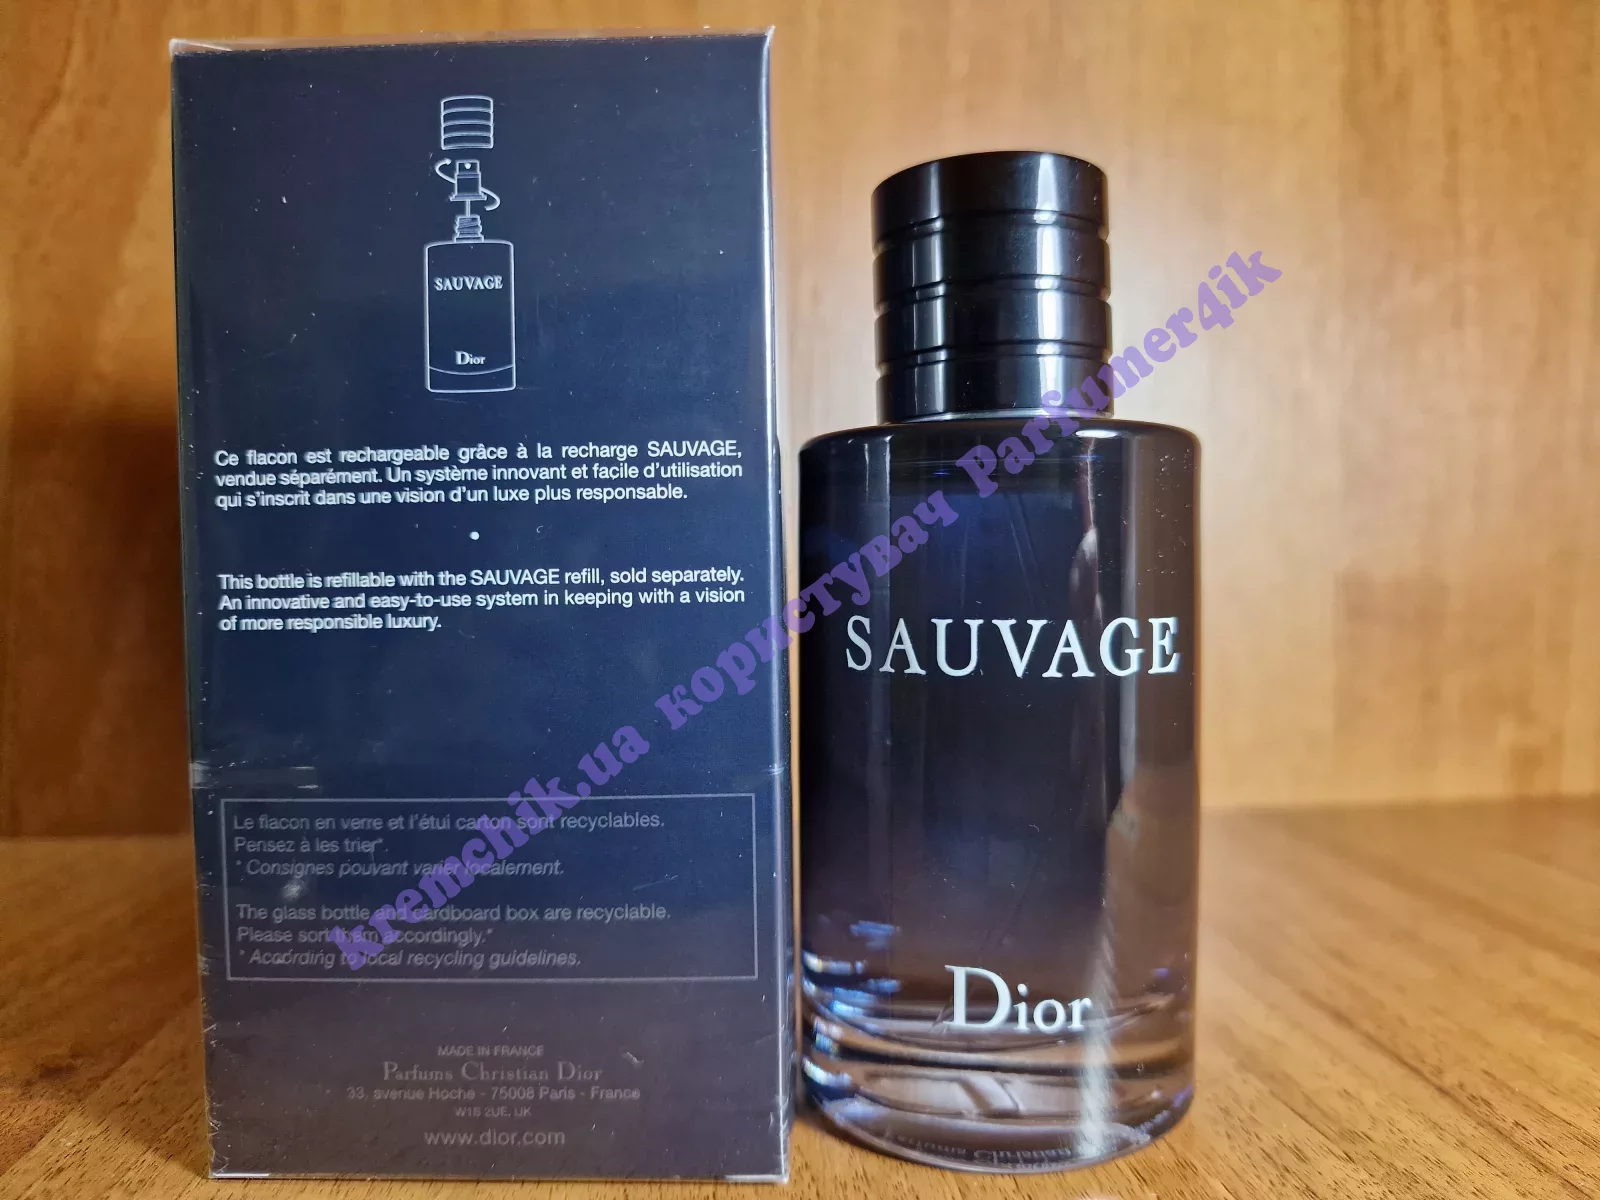 SAUVAGE
Dior
Ce flacon est rechargeable grâce à la recharge SAUVAGE,
vendue séparément. Un système innovant et facile d'utilisation
qui s'inscrit dans une vision d'un luxe plus responsable.
This bottle is refillable with the SAUVAGE refill, sold separately.
An innovative and easy-to-use system in keeping with a vision
of more responsible luxury.
Le flacon en verre et l'étui carton sont recyclables.
Pensez à les trier*.
* Consignes pouvant varier localement.
The glass bottle and cardboard box are recyclable.
Please sort them accordingly.*
* According to local recycling guidelines.
MADE IN FRANCE
Parfums Christian Dior
33, avenue Hoche - 75008 Paris - France
W1S 2UE, UK
www.dior.com
SAUVAGE
Dior
kremchik.ua користувач Parfumer4ik